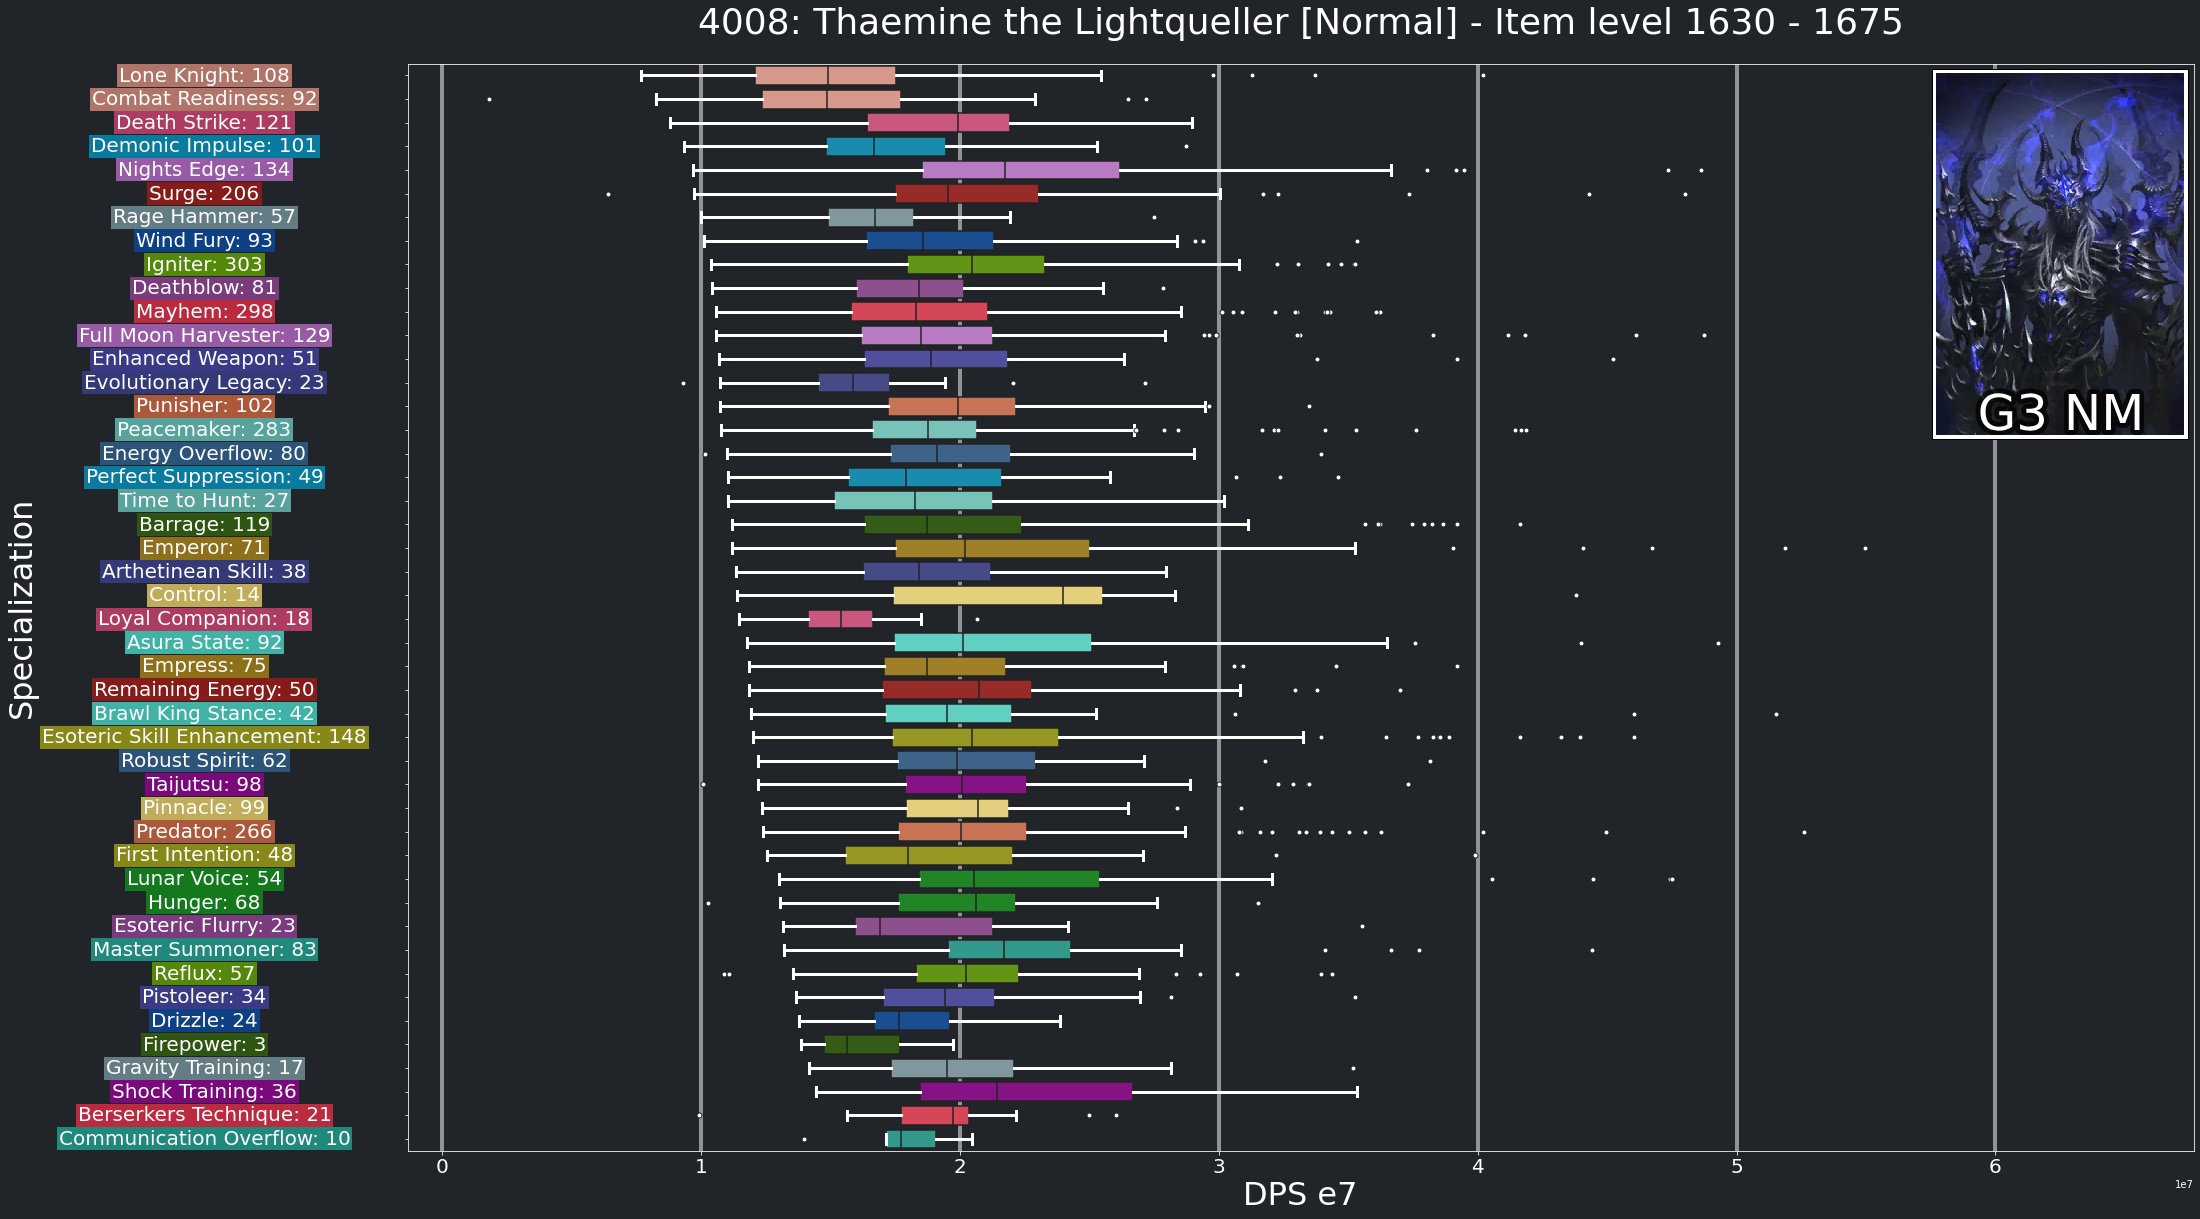 4008: Thaemine the Lightqueller [Normal] - Item level 1630 - 1675
Specialization
Lone Knight: 108
Combat Readiness: 92
Death Strike: 121
Demonic Impulse: 101
Nights Edge: 134
Surge: 206
Rage Hammer: 57
Wind Fury: 93
Igniter: 303
Deathblow: 81
Mayhem: 298
Full Moon Harvester: 129
Enhanced Weapon: 51
Evolutionary Legacy: 23
Punisher: 102
Peacemaker: 283
Energy Overflow: 80
Perfect Suppression: 49
Time to Hunt: 27
Barrage: 119
Emperor: 71
Arthetinean Skill: 38
Control: 14
Loyal Companion: 18
Asura State: 92
Empress: 75
Remaining Energy: 50
Brawl King Stance: 42
Esoteric Skill Enhancement: 148
Robust Spirit: 62
Taijutsu: 98
Pinnacle: 99
Predator: 266
First Intention: 48
Lunar Voice: 54
Hunger: 68
Esoteric Flurry: 23
Master Summoner: 83
Reflux: 57
Pistoleer: 34
Drizzle: 24
Firepower: 3
Gravity Training: 17
Shock Training: 36
Berserkers Technique: 21
Communication Overflow: 10
G3 NM
0 1 2 3 4 5 6
DPS e7
1e7